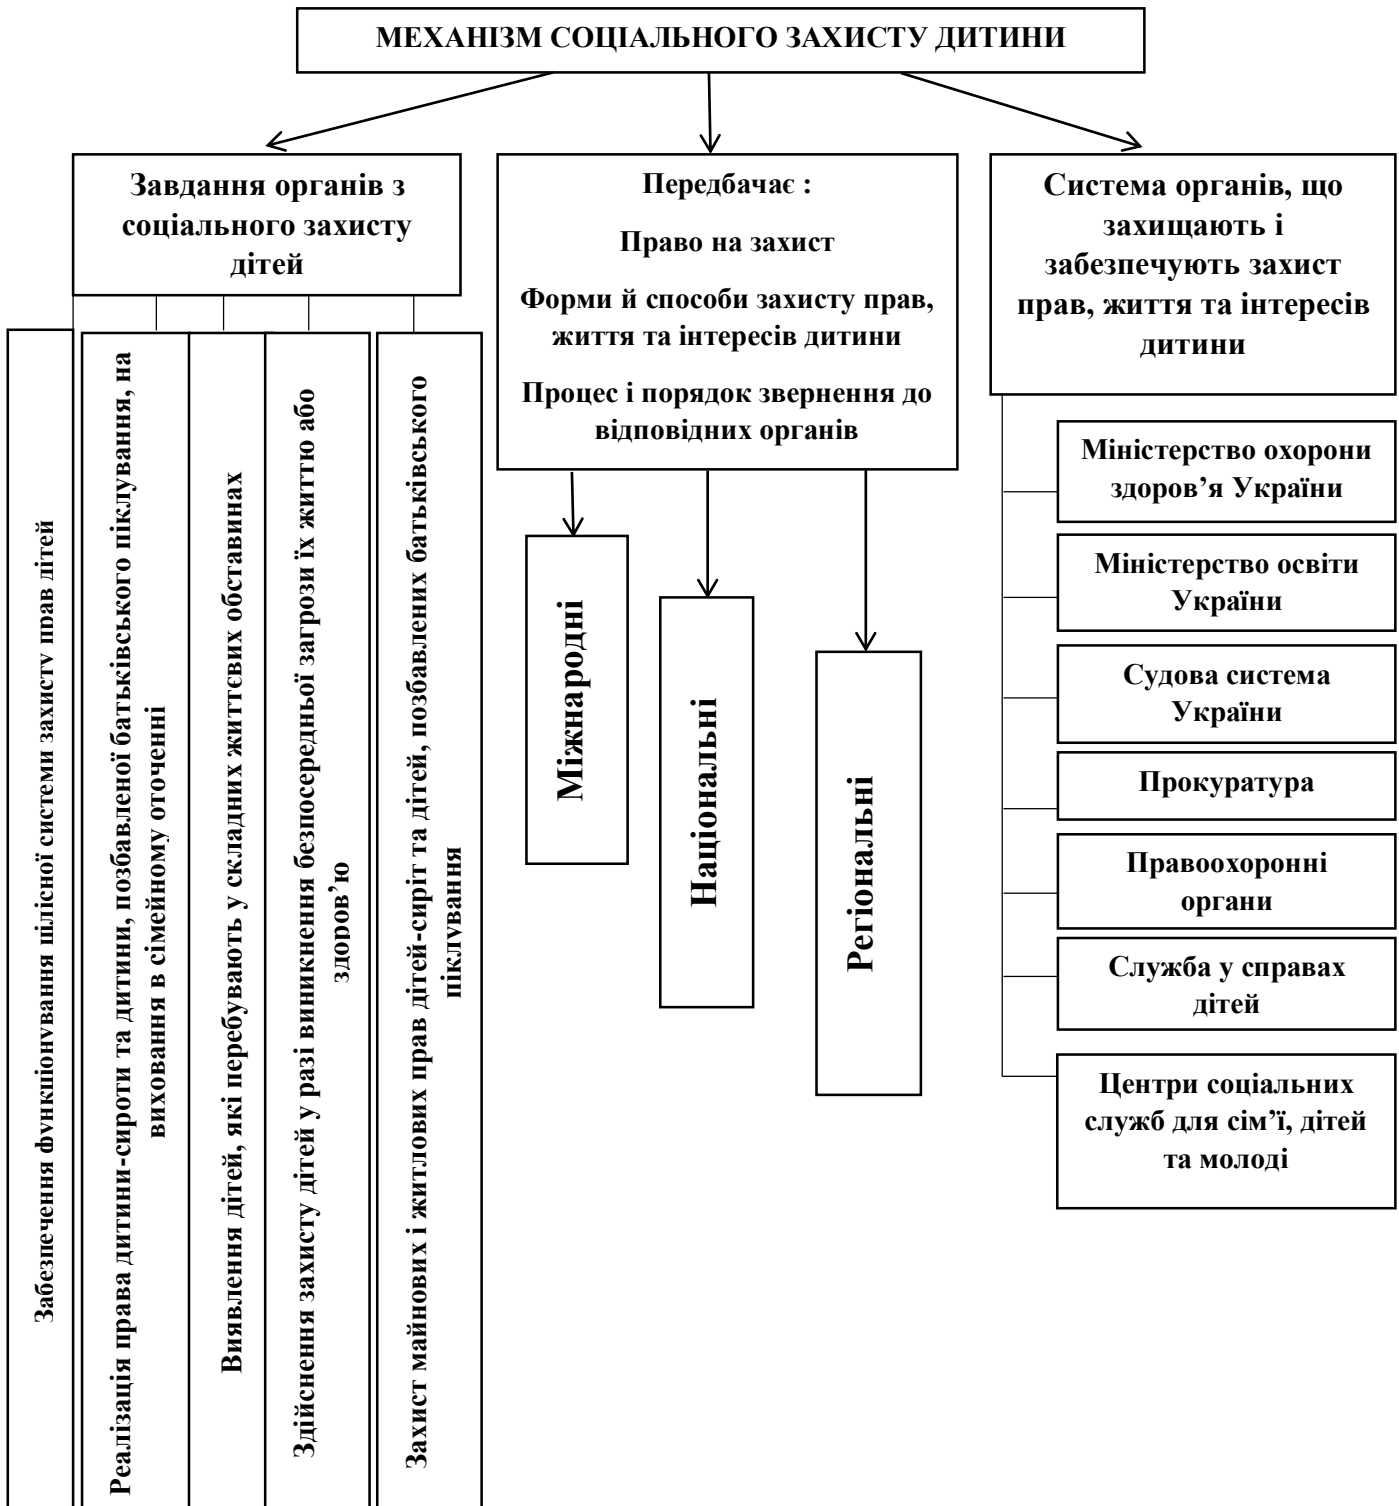 МЕХАНІЗМ СОЦІАЛЬНОГО ЗАХИСТУ ДИТИНИ
Завдання органів з
соціального захисту
дітей
Забезпечення функціонування цілісної системи захисту прав дітей
Реалізація права дитини-сироти та дитини, позбавленої батьківського піклування, на
виховання в сімейному оточенні
Виявлення дітей, які перебувають у складних життєвих обставинах
Здійснення захисту дітей у разі виникнення безпосередньої загрози їх життю або
здоров’ю
Захист майнових і житлових прав дітей-сиріт та дітей, позбавлених батьківського
піклування
Передбачає :
Право на захист
Форми й способи захисту прав,
життя та інтересів дитини
Процес і порядок звернення до
відповідних органів
Міжнародні
Національні
Регіональні
Система органів, що
захищають і
забезпечують захист
прав, життя та інтересів
дитини
Міністерство охорони
здоров’я України
Міністерство освіти
України
Судова система
України
Прокуратура
Правоохоронні
органи
Служба у справах
дітей
Центри соціальних
служб для сім’ї, дітей
та молоді